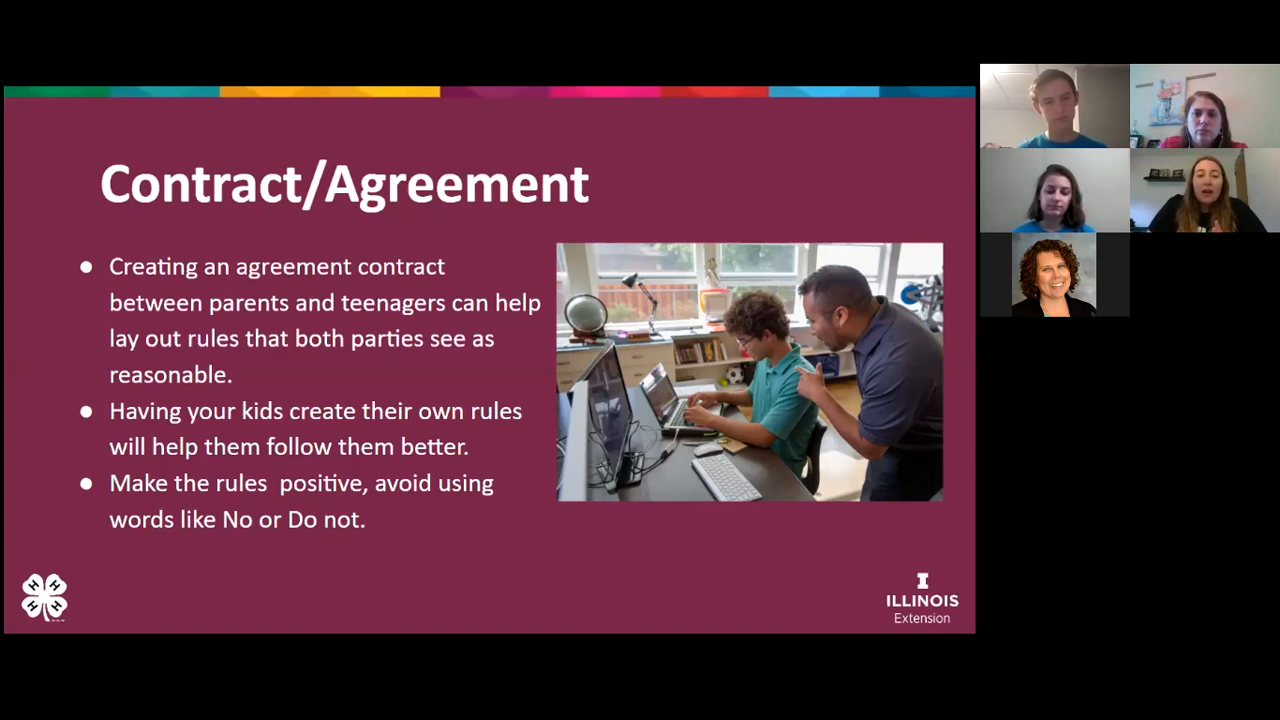 Contract/Agreement
● Creating an agreement contract
between parents and teenagers can help
lay out rules that both parties see as
reasonable.
● Having your kids create their own rules
will help them follow them better.
● Make the rules  positive, avoid using
words like No or Do not.
H H
H H
I
ILLINOIS
Extension